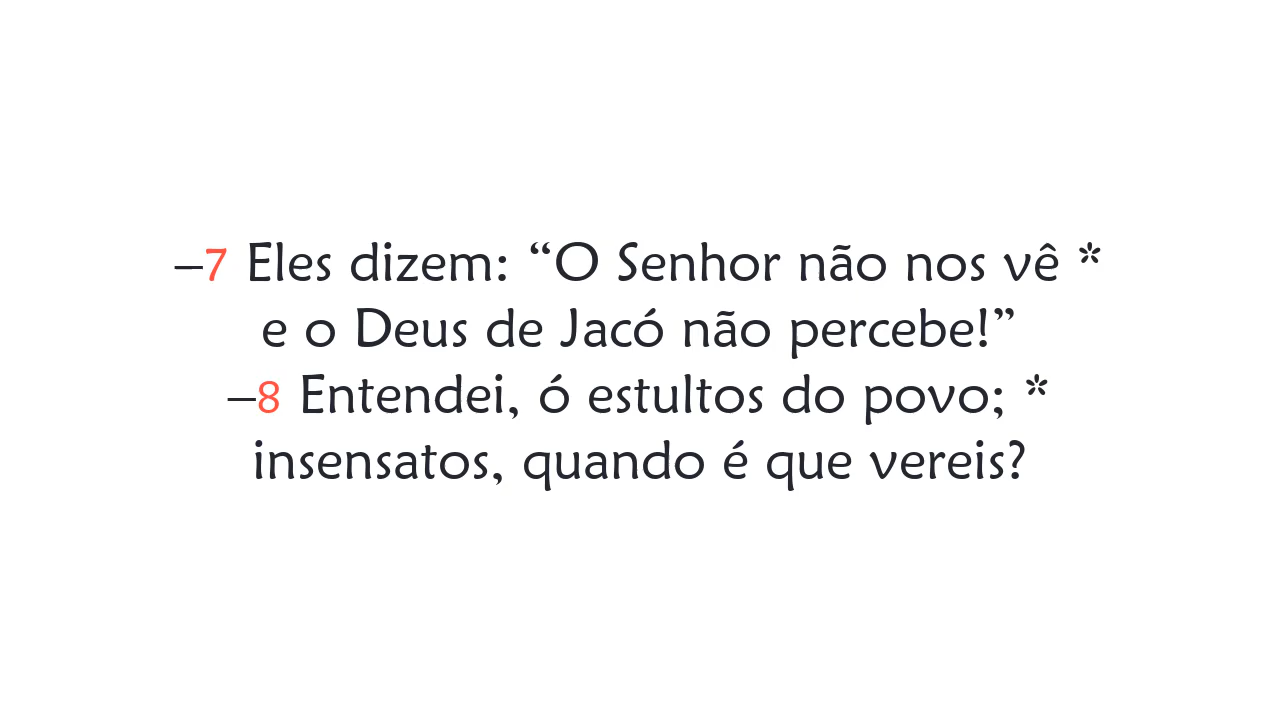 –7 Eles dizem: “O Senhor não nos vê *
e o Deus de Jacó não percebe!”
–8 Entendei, ó estultos do povo; *
insensatos, quando é que vereis?